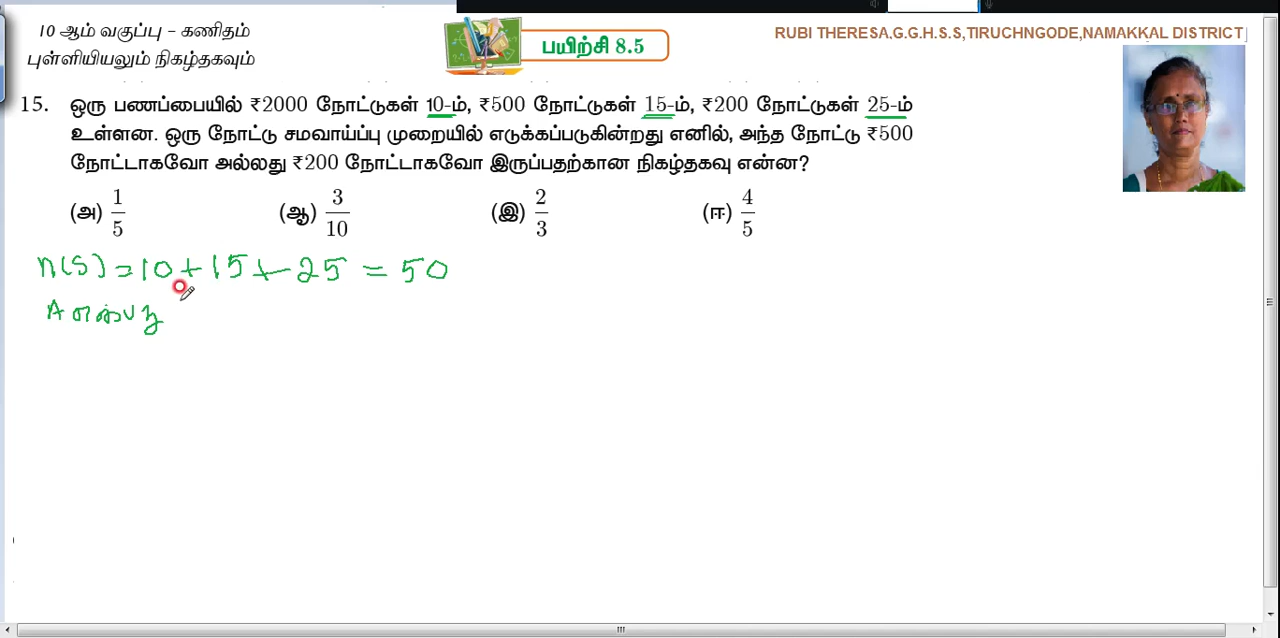 10 ஆம் வகுப்பு – கணிதம்
புள்ளியியலும் நிகழ்தகவும்
பயிற்சி 8.5
RUBI THERESA,G.G.H.S.S,TIRUCHNGODE,NAMAKKAL DISTRICT
15. ஒரு பணப்பையில் ₹2000 நோட்டுகள் 10-ம், ₹500 நோட்டுகள் 15-ம், ₹200 நோட்டுகள் 25-ம்
உள்ளன. ஒரு நோட்டு சமவாய்ப்பு முறையில் எடுக்கப்படுகின்றது எனில், அந்த நோட்டு ₹500
நோட்டாகவோ அல்லது ₹200 நோட்டாகவோ இருப்பதற்கான நிகழ்தகவு என்ன?
(அ) 1/5 (ஆ) 3/10 (இ) 2/3 (ஈ) 4/5
n(S) = 10 + 15 + 25 = 50
A என்பது